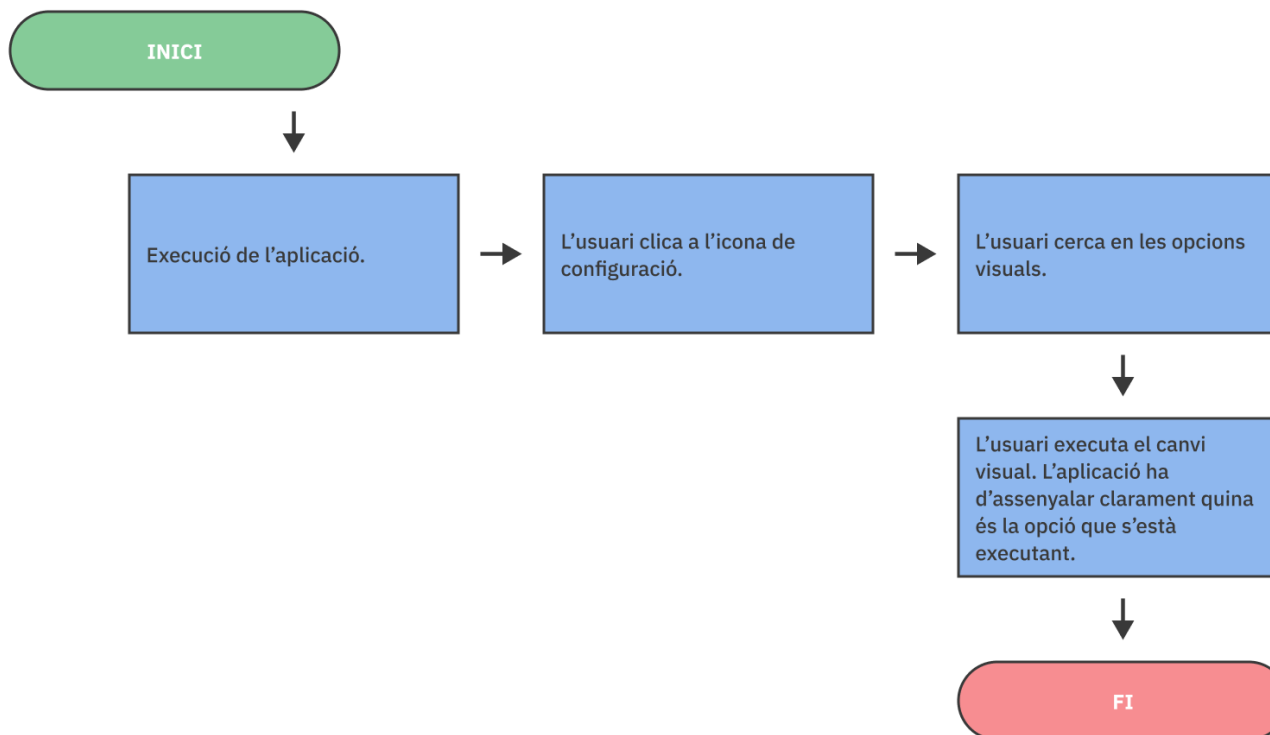 INICI
Execució de l’aplicació.
L’usuari clica a l’icona de
configuració.
L’usuari cerca en les opcions
visuals.
L’usuari executa el canvi
visual. L’aplicació ha
d’assenyalar clarament quina
és la opció que s’està
executant.
FI